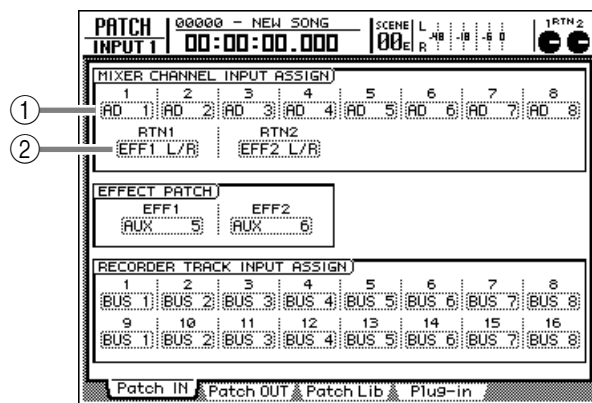 PATCH 00000 - NEW SONG SCENE L 1RTN2
INPUT 1 00:00:00.000 00E R -48 -18 -6 0
MIXER CHANNEL INPUT ASSIGN
1 2 3 4 5 6 7 8
① AD 1 AD 2 AD 3 AD 4 AD 5 AD 6 AD 7 AD 8
RTN1 RTN2
② EFF1 L/R EFF2 L/R
EFFECT PATCH
EFF1 EFF2
AUX 5 AUX 6
RECORDER TRACK INPUT ASSIGN
1 2 3 4 5 6 7 8
BUS 1 BUS 2 BUS 3 BUS 4 BUS 5 BUS 6 BUS 7 BUS 8
9 10 11 12 13 14 15 16
BUS 1 BUS 2 BUS 3 BUS 4 BUS 5 BUS 6 BUS 7 BUS 8
Patch IN Patch OUT Patch Lib Plug-in